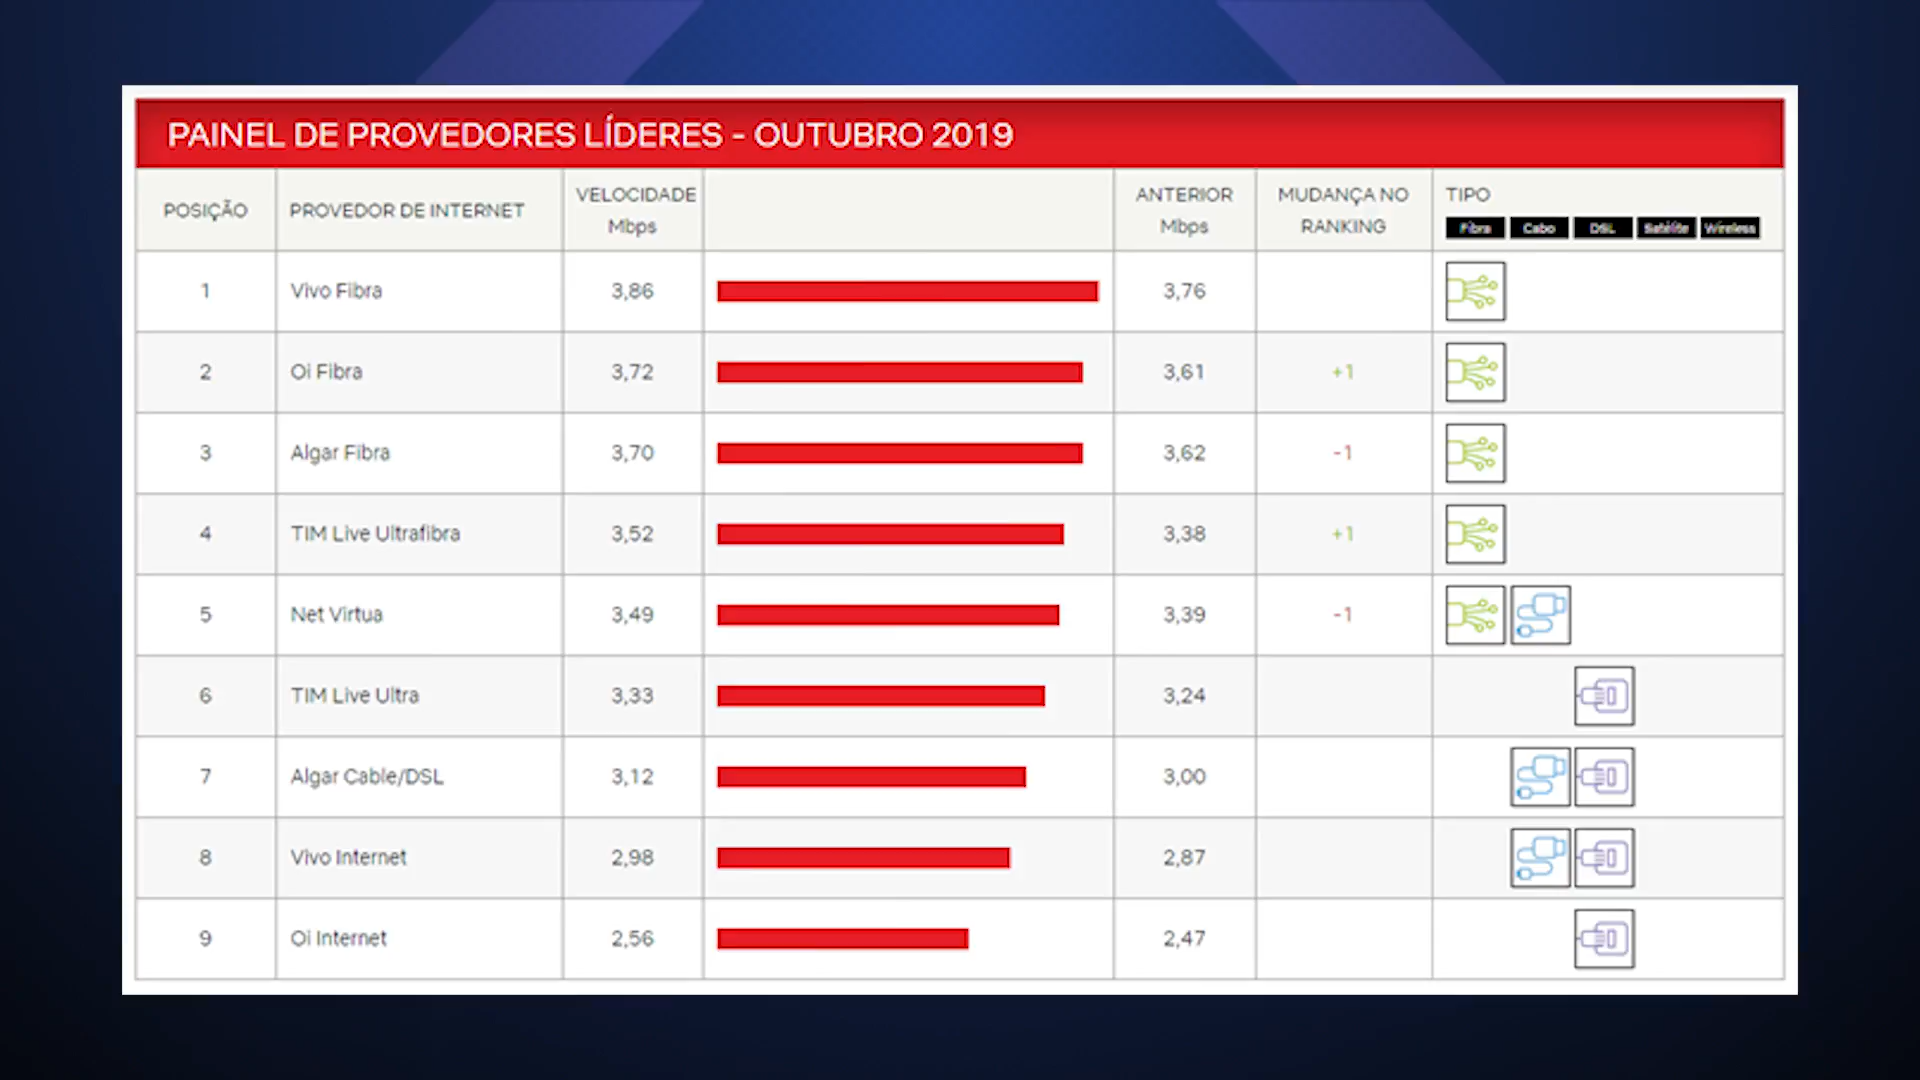 PAINEL DE PROVEDORES LÍDERES - OUTUBRO 2019
POSIÇÃO PROVEDOR DE INTERNET VELOCIDADE Mbps ANTERIOR Mbps MUDANÇA NO RANKING TIPO
Fibra Cabo DSL Satélite Wireless
1 Vivo Fibra 3,86 3,76
2 Oi Fibra 3,72 3,61 +1
3 Algar Fibra 3,70 3,62 -1
4 TIM Live Ultrafibra 3,52 3,38 +1
5 Net Virtua 3,49 3,39 -1
6 TIM Live Ultra 3,33 3,24
7 Algar Cable/DSL 3,12 3,00
8 Vivo Internet 2,98 2,87
9 Oi Internet 2,56 2,47